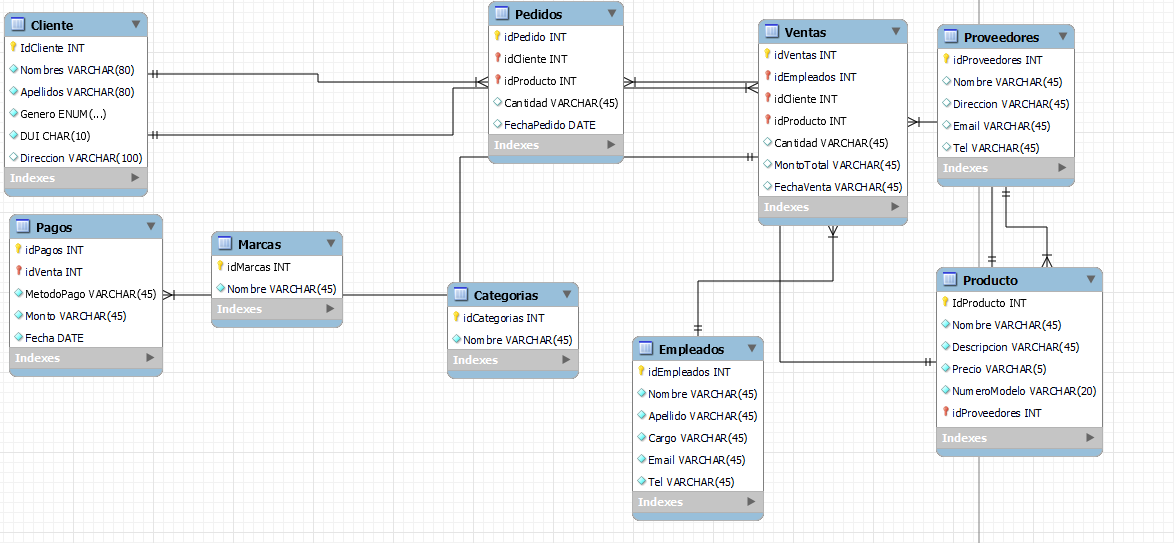 Cliente
IdCliente INT
Nombres VARCHAR(80)
Apellidos VARCHAR(80)
Genero ENUM(...)
DUI CHAR(10)
Direccion VARCHAR(100)
Indexes
Pedidos
idPedido INT
idCliente INT
idProducto INT
Cantidad VARCHAR(45)
FechaPedido DATE
Indexes
Ventas
idVentas INT
idEmpleados INT
idCliente INT
idProducto INT
Cantidad VARCHAR(45)
MontoTotal VARCHAR(45)
FechaVenta VARCHAR(45)
Indexes
Proveedores
idProveedores INT
Nombre VARCHAR(45)
Direccion VARCHAR(45)
Email VARCHAR(45)
Tel VARCHAR(45)
Indexes
Pagos
idPagos INT
idVenta INT
MetodoPago VARCHAR(45)
Monto VARCHAR(45)
Fecha DATE
Indexes
Marcas
idMarcas INT
Nombre VARCHAR(45)
Indexes
Categorias
idCategorias INT
Nombre VARCHAR(45)
Indexes
Empleados
idEmpleados INT
Nombre VARCHAR(45)
Apellido VARCHAR(45)
Cargo VARCHAR(45)
Email VARCHAR(45)
Tel VARCHAR(45)
Indexes
Producto
IdProducto INT
Nombre VARCHAR(45)
Descripcion VARCHAR(45)
Precio VARCHAR(5)
NumeroModelo VARCHAR(20)
idProveedores INT
Indexes